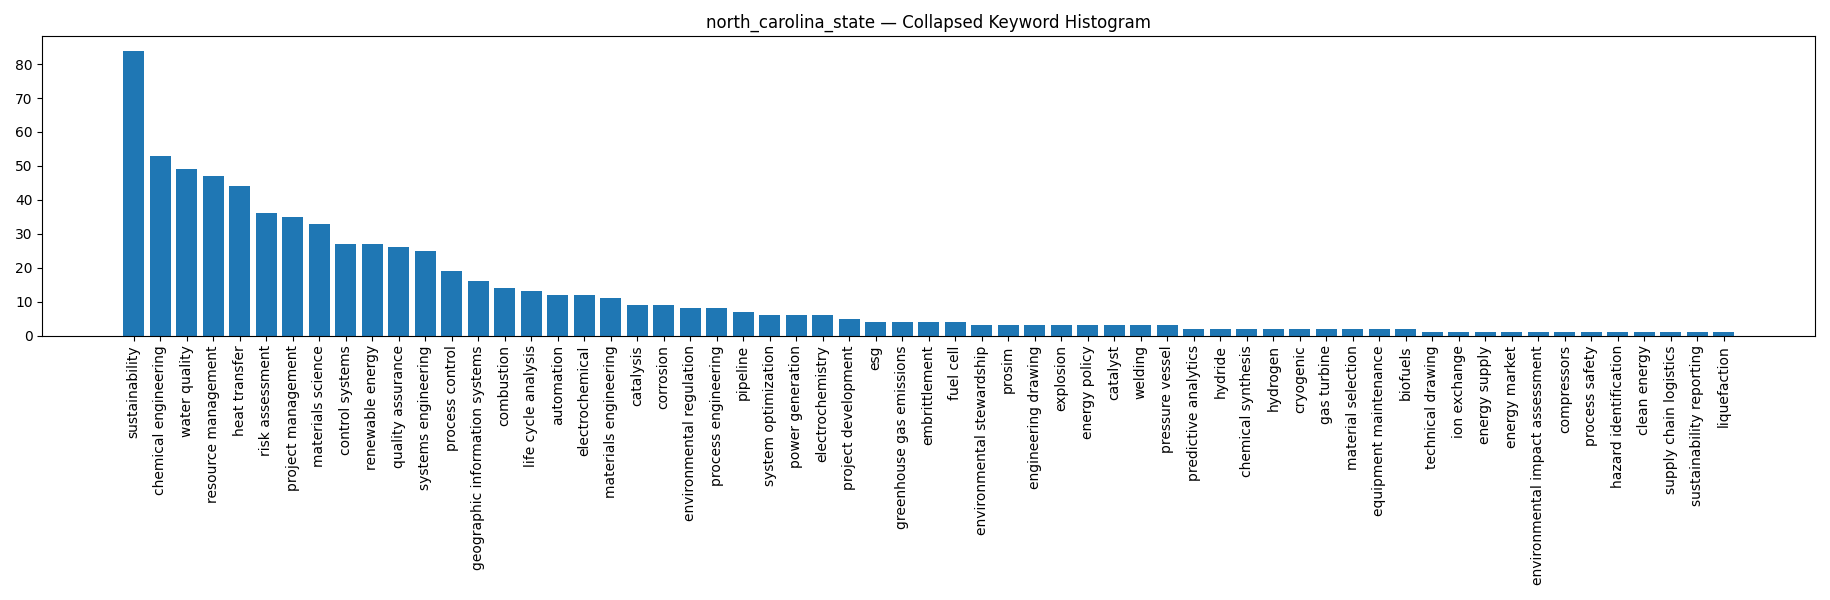 north_carolina_state — Collapsed Keyword Histogram
80
70
60
50
40
30
20
10
0
sustainability
chemical engineering
water quality
resource management
heat transfer
risk assessment
project management
materials science
control systems
renewable energy
quality assurance
systems engineering
process control
geographic information systems
combustion
life cycle analysis
automation
electrochemical
materials engineering
catalysis
corrosion
environmental regulation
process engineering
pipeline
system optimization
power generation
electrochemistry
project development
esg
greenhouse gas emissions
embrittlement
fuel cell
environmental stewardship
prosim
engineering drawing
explosion
energy policy
catalyst
welding
pressure vessel
predictive analytics
hydride
chemical synthesis
hydrogen
cryogenic
gas turbine
material selection
equipment maintenance
biofuels
technical drawing
ion exchange
energy supply
energy market
environmental impact assessment
compressors
process safety
hazard identification
clean energy
supply chain logistics
sustainability reporting
liquefaction